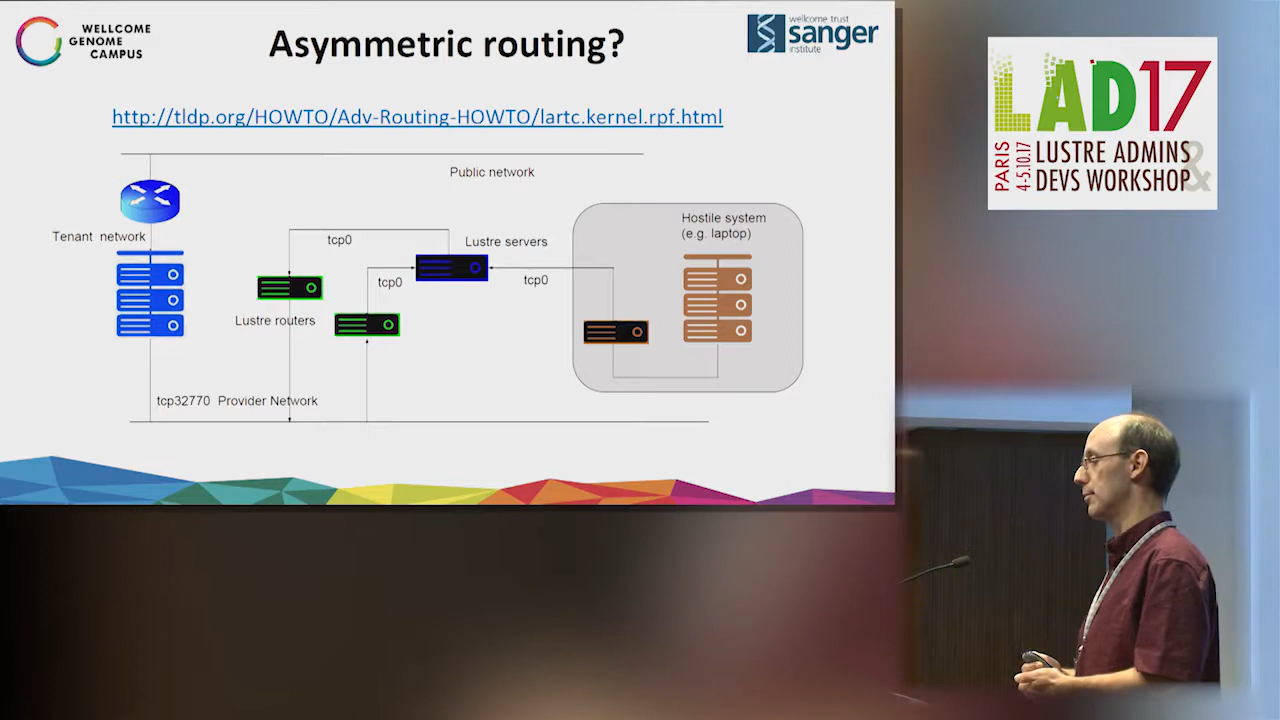 WELLCOME
GENOME
CAMPUS
Asymmetric routing?
wellcome trust
sanger
institute
http://tldp.org/HOWTO/Adv-Routing-HOWTO/lartc.kernel.rpf.html
Public network
Tenant network
tcp0
Lustre servers
Hostile system
(e.g. laptop)
tcp0
tcp0
Lustre routers
tcp32770 Provider Network
LAD17
PARIS
4-5.10.17
LUSTRE ADMINS
& DEVS WORKSHOP